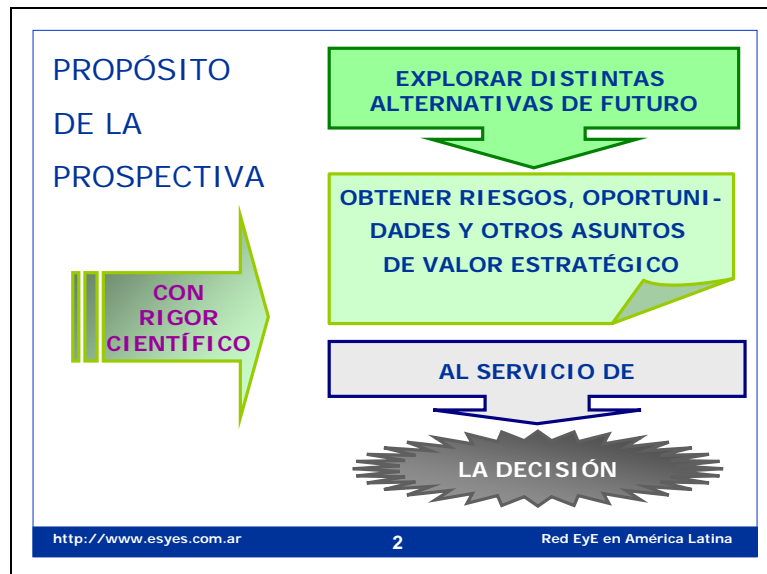 PROPÓSITO
DE LA
PROSPECTIVA
EXPLORAR DISTINTAS
ALTERNATIVAS DE FUTURO
OBTENER RIESGOS, OPORTUNI-
DADES Y OTROS ASUNTOS
DE VALOR ESTRATÉGICO
CON
RIGOR
CIENTÍFICO
AL SERVICIO DE
LA DECISIÓN
http://www.esyes.com.ar
2
Red EyE en América Latina